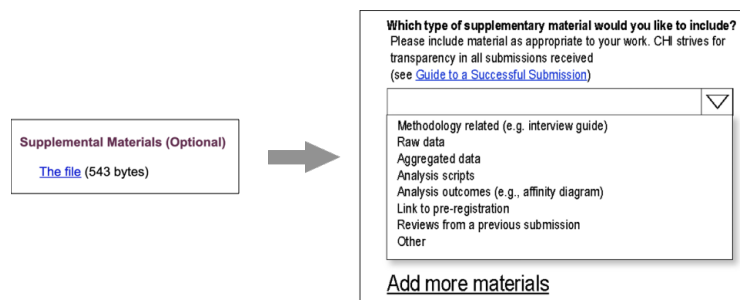 Supplemental Materials (Optional)
The file (543 bytes)
Which type of supplementary material would you like to include?
Please include material as appropriate to your work. CHI strives for
transparency in all submissions received
(see Guide to a Successful Submission)
Methodology related (e.g. interview guide)
Raw data
Aggregated data
Analysis scripts
Analysis outcomes (e.g., affinity diagram)
Link to pre-registration
Reviews from a previous submission
Other
Add more materials